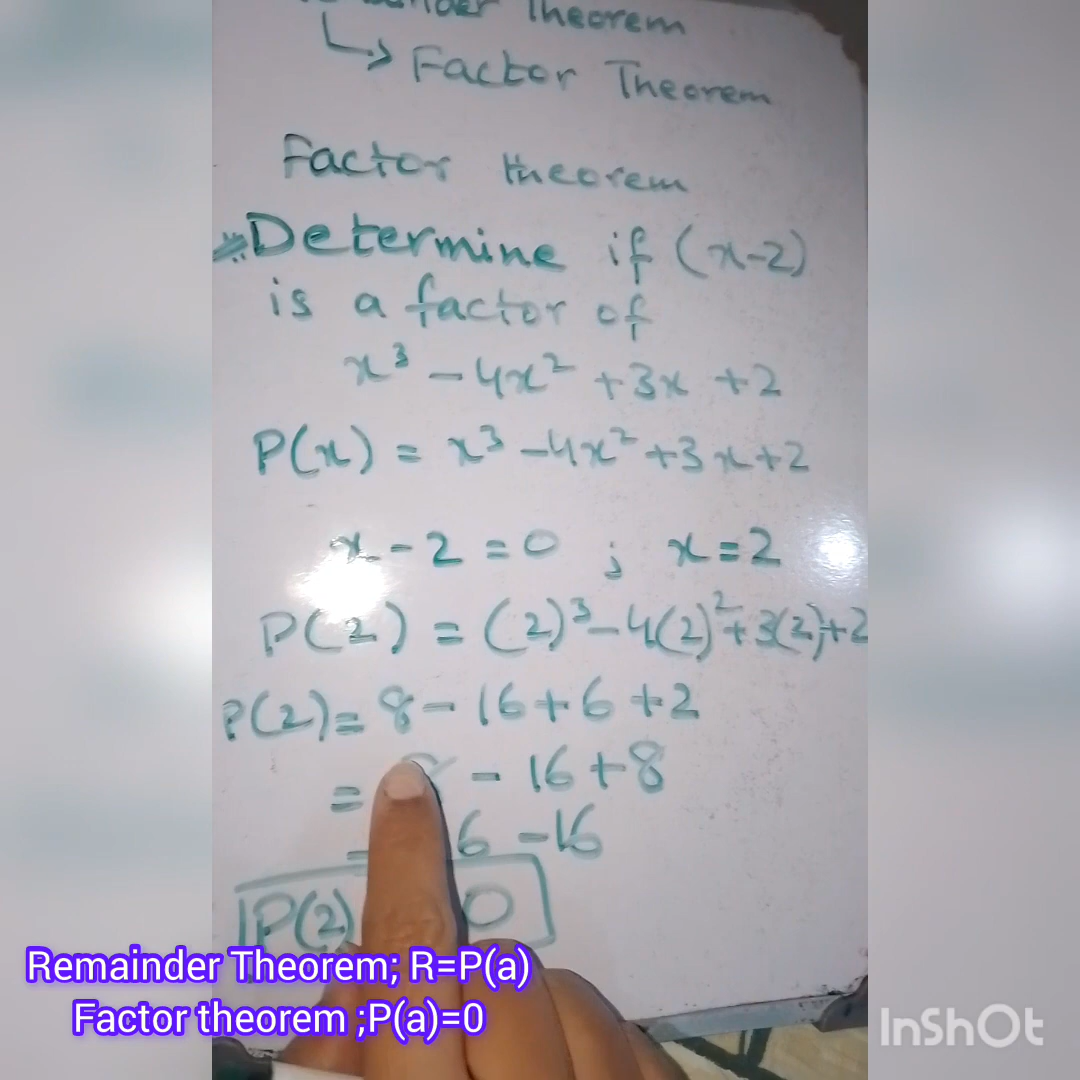 Theorem
↳ Factor Theorem
Factor theorem
Determine if (x-2)
is a factor of
x³ - 4x² + 3x + 2
P(x) = x³ - 4x² + 3x + 2
x - 2 = 0 ; x = 2
P(2) = (2)³ - 4(2)² + 3(2) + 2
P(2) = 8 - 16 + 6 + 2
= 8 - 16 + 8
= 6 - 16
P(2) 0
Remainder Theorem; R=P(a)
Factor theorem ;P(a)=0
InShOt